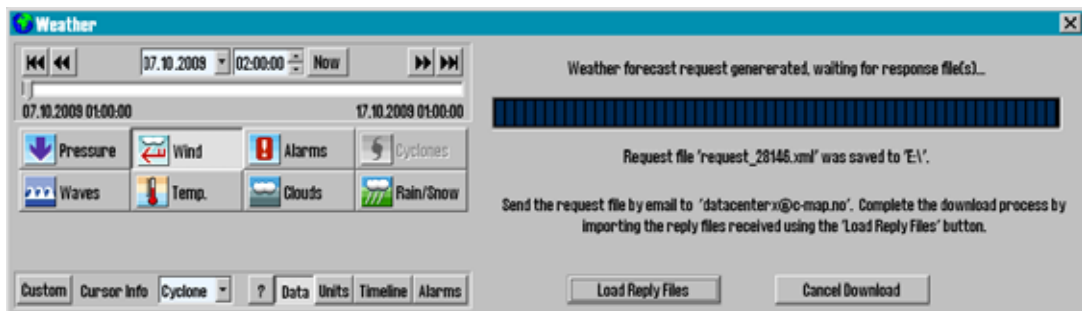 Weather
07.10.2009 02:00:00 Now
07.10.2009 01:00:00 17.10.2009 01:00:00
Pressure Wind Alarms Cyclones
Waves Temp. Clouds Rain/Snow
Custom Cursor Info Cyclone ? Data Units Timeline Alarms
Weather forecast request genererated, waiting for response file(s)...
Request file 'request_28146.xml' was saved to 'E:\'.
Send the request file by email to 'datacenterx@c-map.no'. Complete the download process by
importing the reply files received using the 'Load Reply Files' button.
Load Reply Files Cancel Download